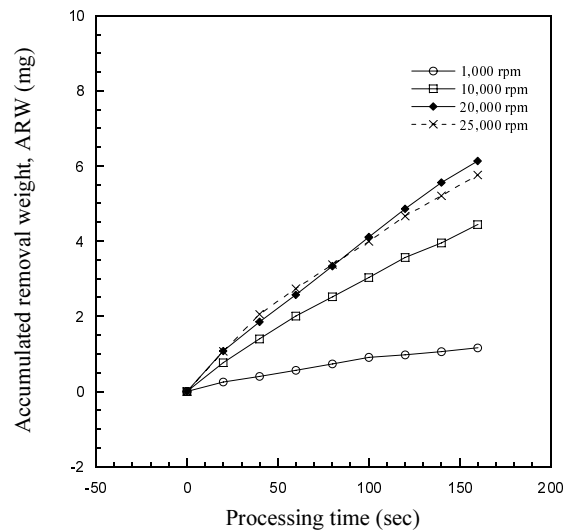 10
8
6
4
2
0
-2
-50
0
50
100
150
200
Accumulated removal weight, ARW (mg)
Processing time (sec)
1,000 rpm
10,000 rpm
20,000 rpm
25,000 rpm